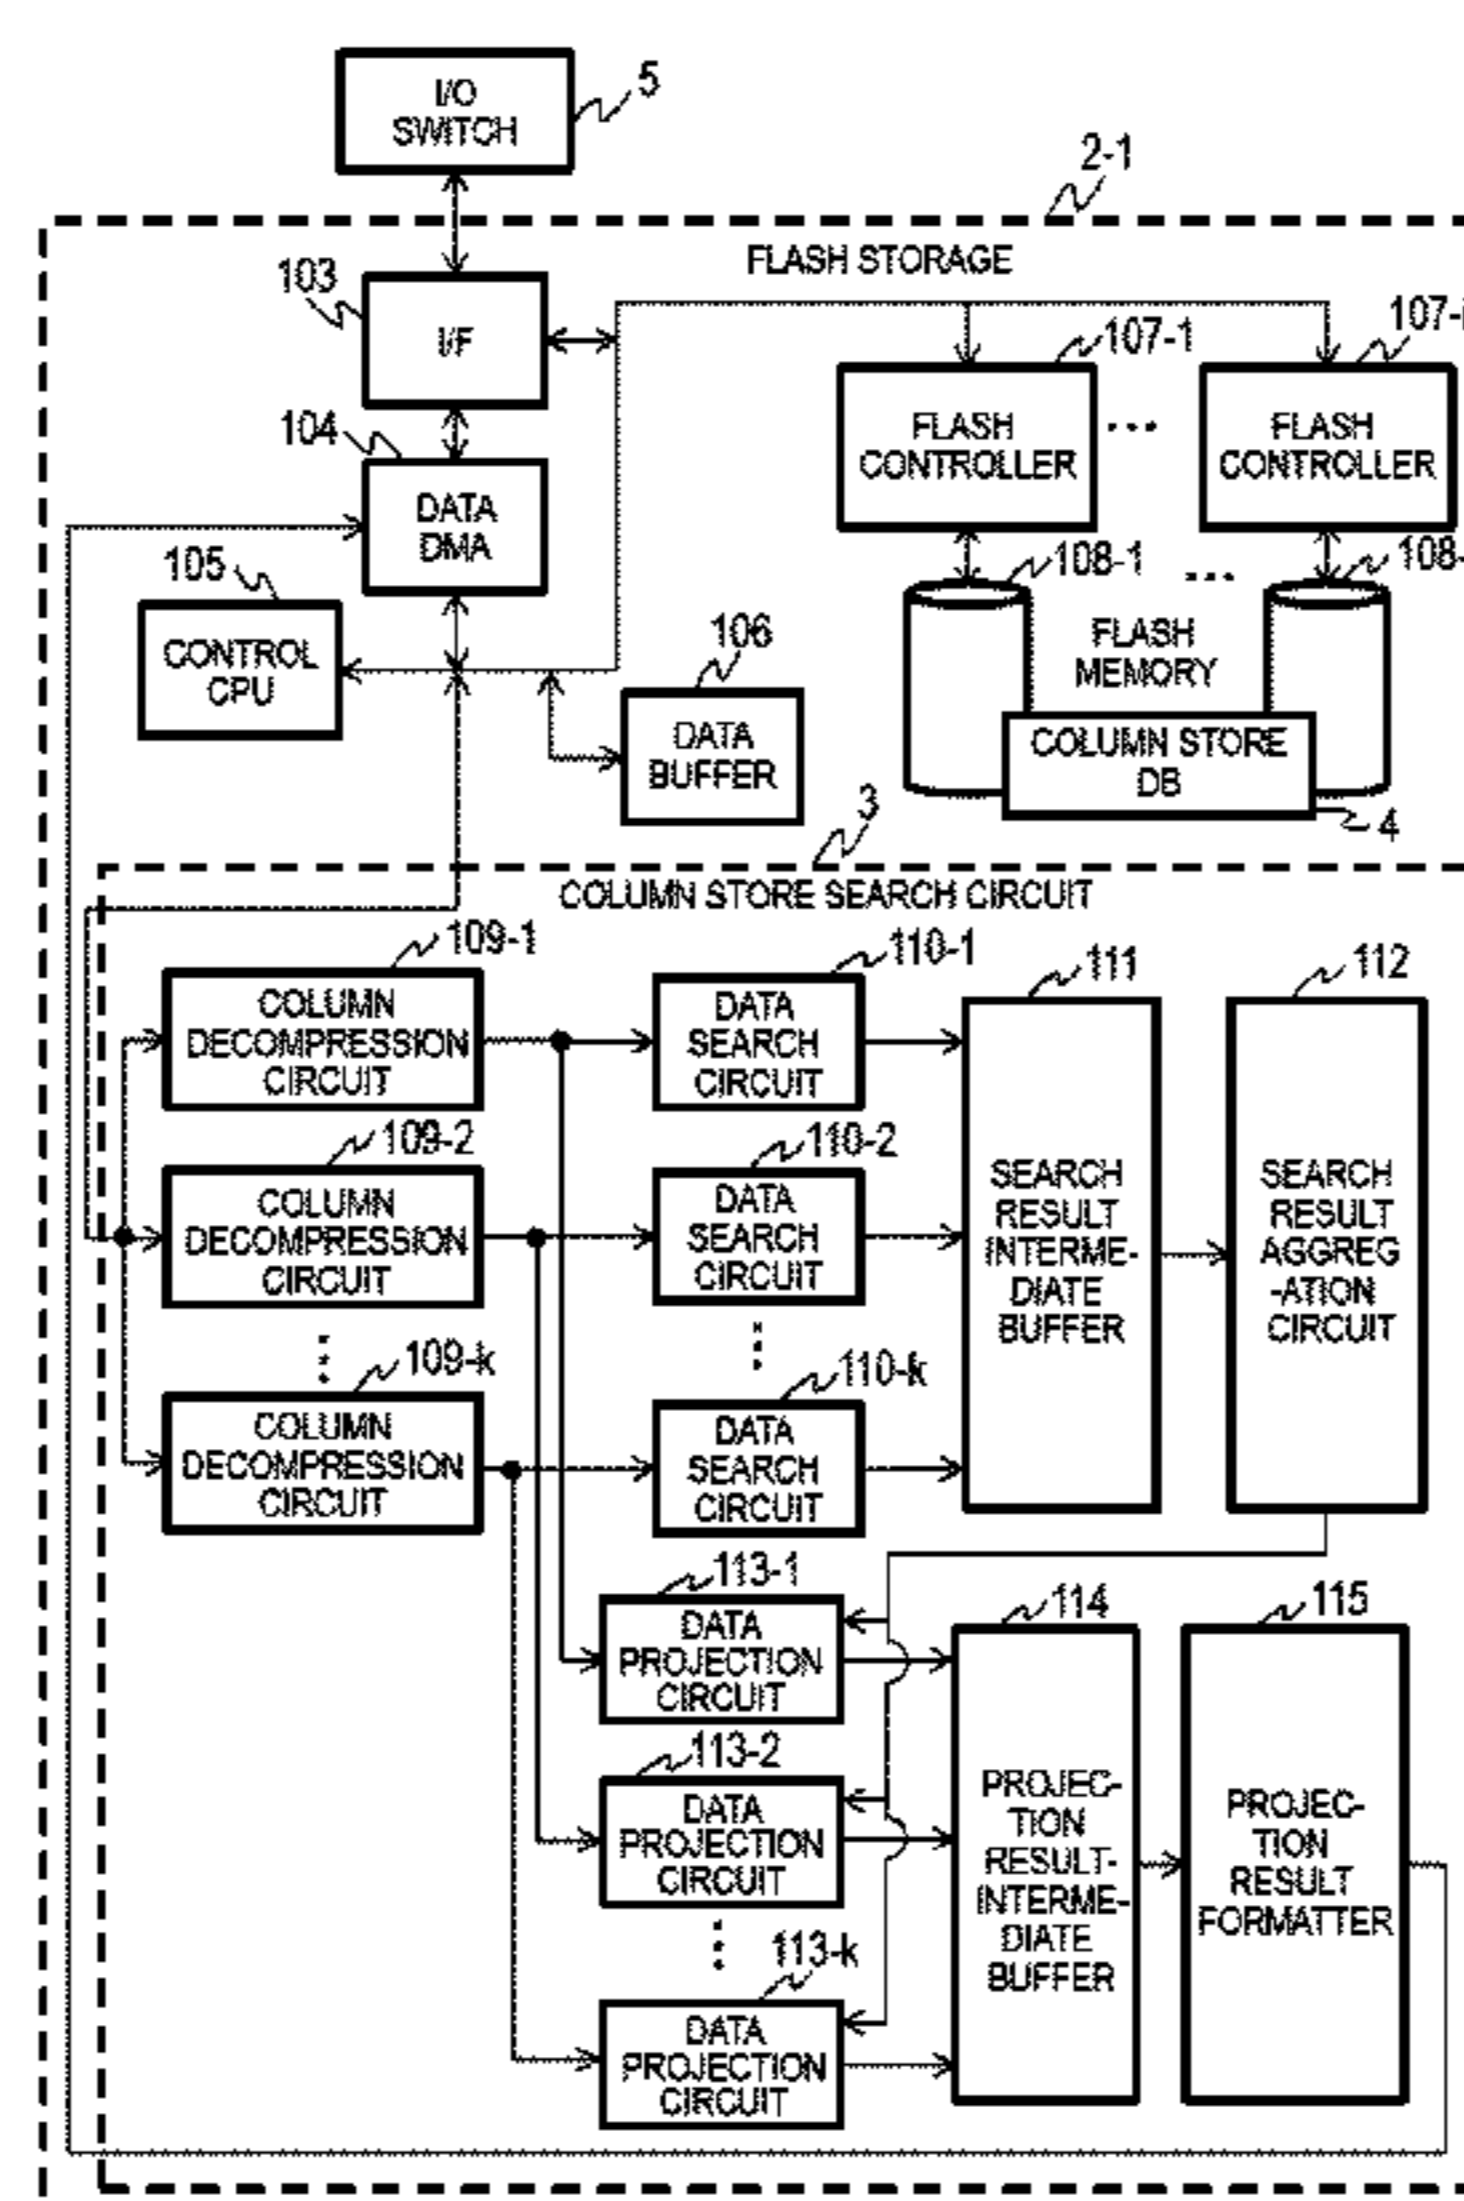 I/O
SWITCH
5
2-1
FLASH STORAGE
103
I/F
107-1
107-i
FLASH
CONTROLLER
...
FLASH
CONTROLLER
104
DATA
DMA
105
CONTROL
CPU
108-1
...
108-
FLASH
MEMORY
106
DATA
BUFFER
COLUMN STORE
DB
4
3
COLUMN STORE SEARCH CIRCUIT
109-1
COLUMN
DECOMPRESSION
CIRCUIT
110-1
DATA
SEARCH
CIRCUIT
111
SEARCH
RESULT
INTERME-
DIATE
BUFFER
112
SEARCH
RESULT
AGGREG
-ATION
CIRCUIT
109-2
COLUMN
DECOMPRESSION
CIRCUIT
110-2
DATA
SEARCH
CIRCUIT
109-k
COLUMN
DECOMPRESSION
CIRCUIT
110-k
DATA
SEARCH
CIRCUIT
113-1
DATA
PROJECTION
CIRCUIT
114
PROJEC-
TION
RESULT-
INTERME-
DIATE
BUFFER
115
PROJEC-
TION
RESULT
FORMATTER
113-2
DATA
PROJECTION
CIRCUIT
113-k
DATA
PROJECTION
CIRCUIT